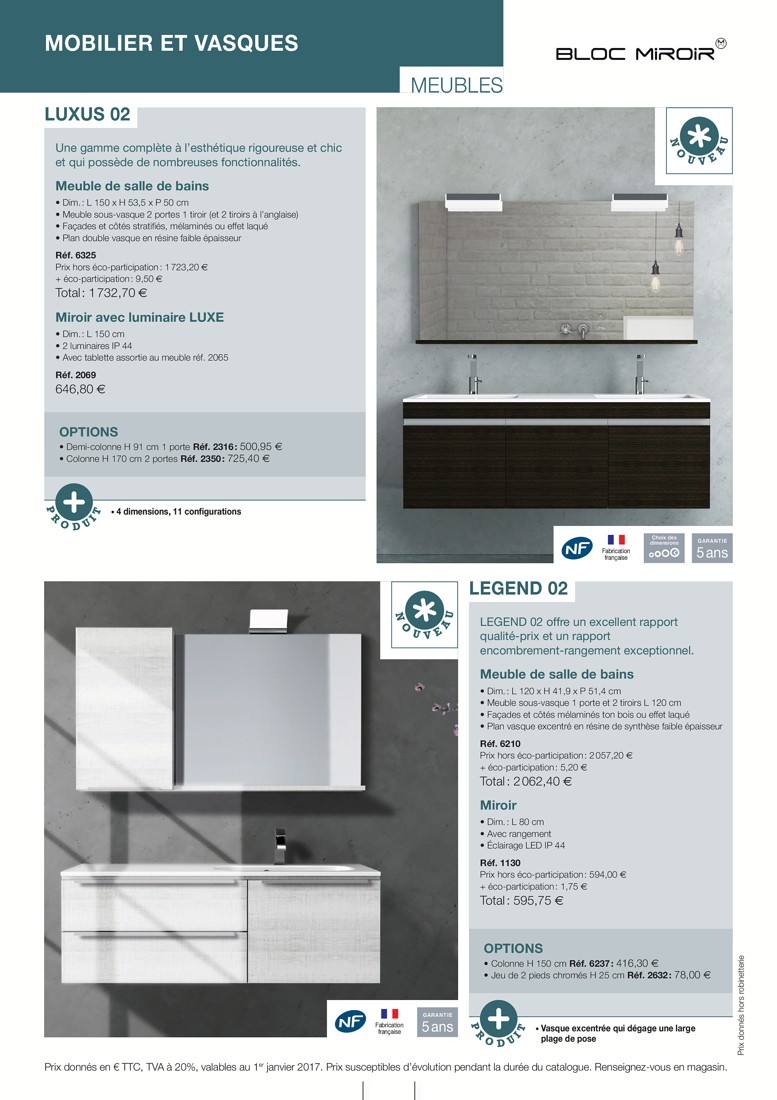 MOBILIER ET VASQUES
BLOC MiROiR M
MEUBLES
LUXUS 02
Une gamme complète à l'esthétique rigoureuse et chic
et qui possède de nombreuses fonctionnalités.
Meuble de salle de bains
• Dim. : L 150 x H 53,5 x P 50 cm
• Meuble sous-vasque 2 portes 1 tiroir (et 2 tiroirs à l'anglaise)
• Façades et côtés stratifiés, mélaminés ou effet laqué
• Plan double vasque en résine faible épaisseur
Réf. 6325
Prix hors éco-participation : 1 723,20 €
+ éco-participation : 9,50 €
Total : 1 732,70 €
Miroir avec luminaire LUXE
• Dim. : L 150 cm
• 2 luminaires IP 44
• Avec tablette assortie au meuble réf. 2065
Réf. 2069
646,80 €
OPTIONS
• Demi-colonne H 91 cm 1 porte Réf. 2316 : 500,95 €
• Colonne H 170 cm 2 portes Réf. 2350 : 725,40 €
PRODUIT
• 4 dimensions, 11 configurations
NOUVEAU
NF
Fabrication
française
Choix des
dimensions
GARANTIE
5 ans
NOUVEAU
NF
Fabrication
française
GARANTIE
5 ans
LEGEND 02
LEGEND 02 offre un excellent rapport
qualité-prix et un rapport
encombrement-rangement exceptionnel.
Meuble de salle de bains
• Dim. : L 120 x H 41,9 x P 51,4 cm
• Meuble sous-vasque 1 porte et 2 tiroirs L 120 cm
• Façades et côtés mélaminés ton bois ou effet laqué
• Plan vasque excentré en résine de synthèse faible épaisseur
Réf. 6210
Prix hors éco-participation : 2 057,20 €
+ éco-participation : 5,20 €
Total : 2 062,40 €
Miroir
• Dim. : L 80 cm
• Avec rangement
• Éclairage LED IP 44
Réf. 1130
Prix hors éco-participation : 594,00 €
+ éco-participation : 1,75 €
Total : 595,75 €
OPTIONS
• Colonne H 150 cm Réf. 6237 : 416,30 €
• Jeu de 2 pieds chromés H 25 cm Réf. 2632 : 78,00 €
PRODUIT
• Vasque excentrée qui dégage une large
plage de pose
Prix donnés hors robinetterie
Prix donnés en € TTC, TVA à 20%, valables au 1er janvier 2017. Prix susceptibles d'évolution pendant la durée du catalogue. Renseignez-vous en magasin.